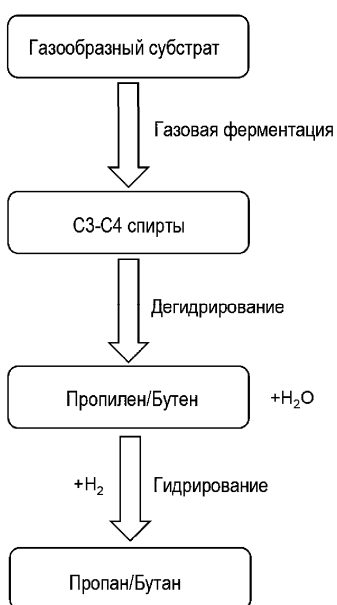 Газообразный субстрат
Газовая ферментация
С3-С4 спирты
Дегидрирование
Пропилен/Бутен
+H₂O
+H₂
Гидрирование
Пропан/Бутан